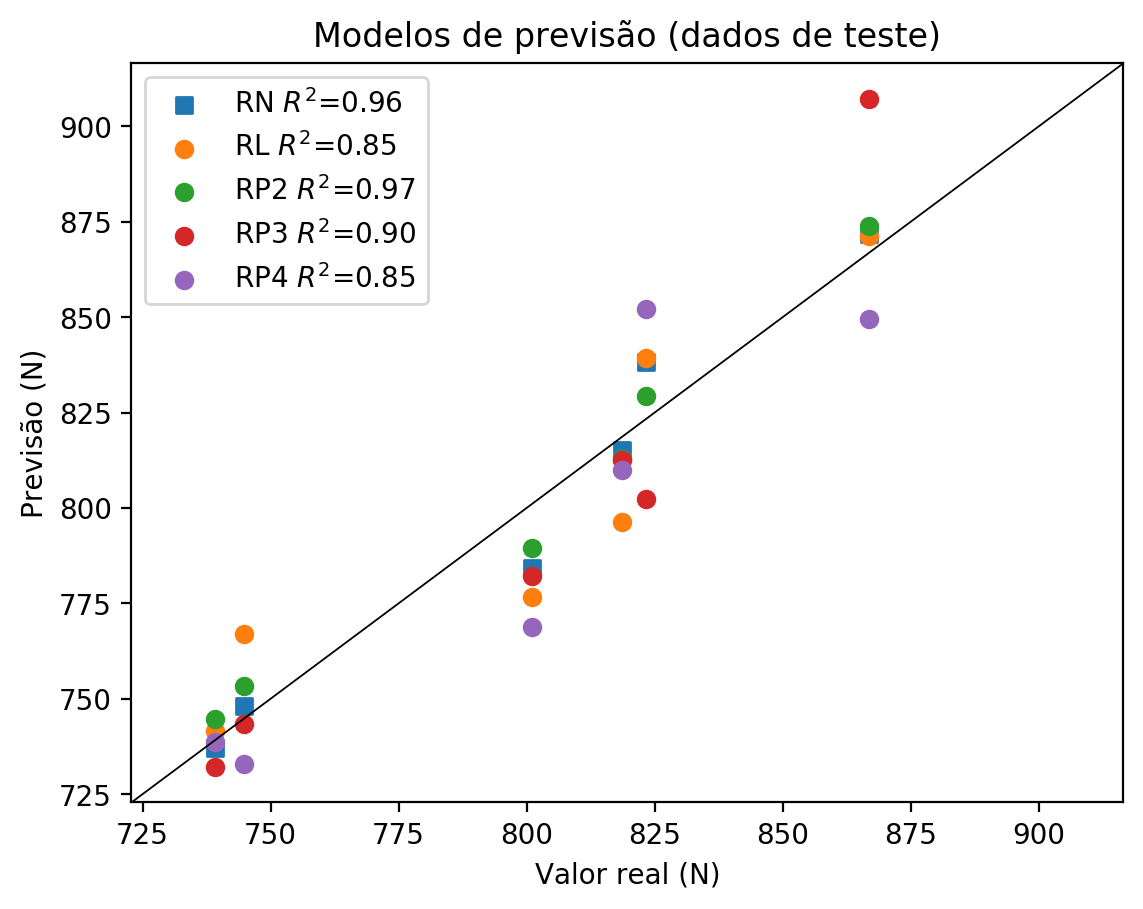 Modelos de previsão (dados de teste)
RN R²=0.96
RL R²=0.85
RP2 R²=0.97
RP3 R²=0.90
RP4 R²=0.85
Previsão (N)
900
875
850
825
800
775
750
725
725 750 775 800 825 850 875 900
Valor real (N)